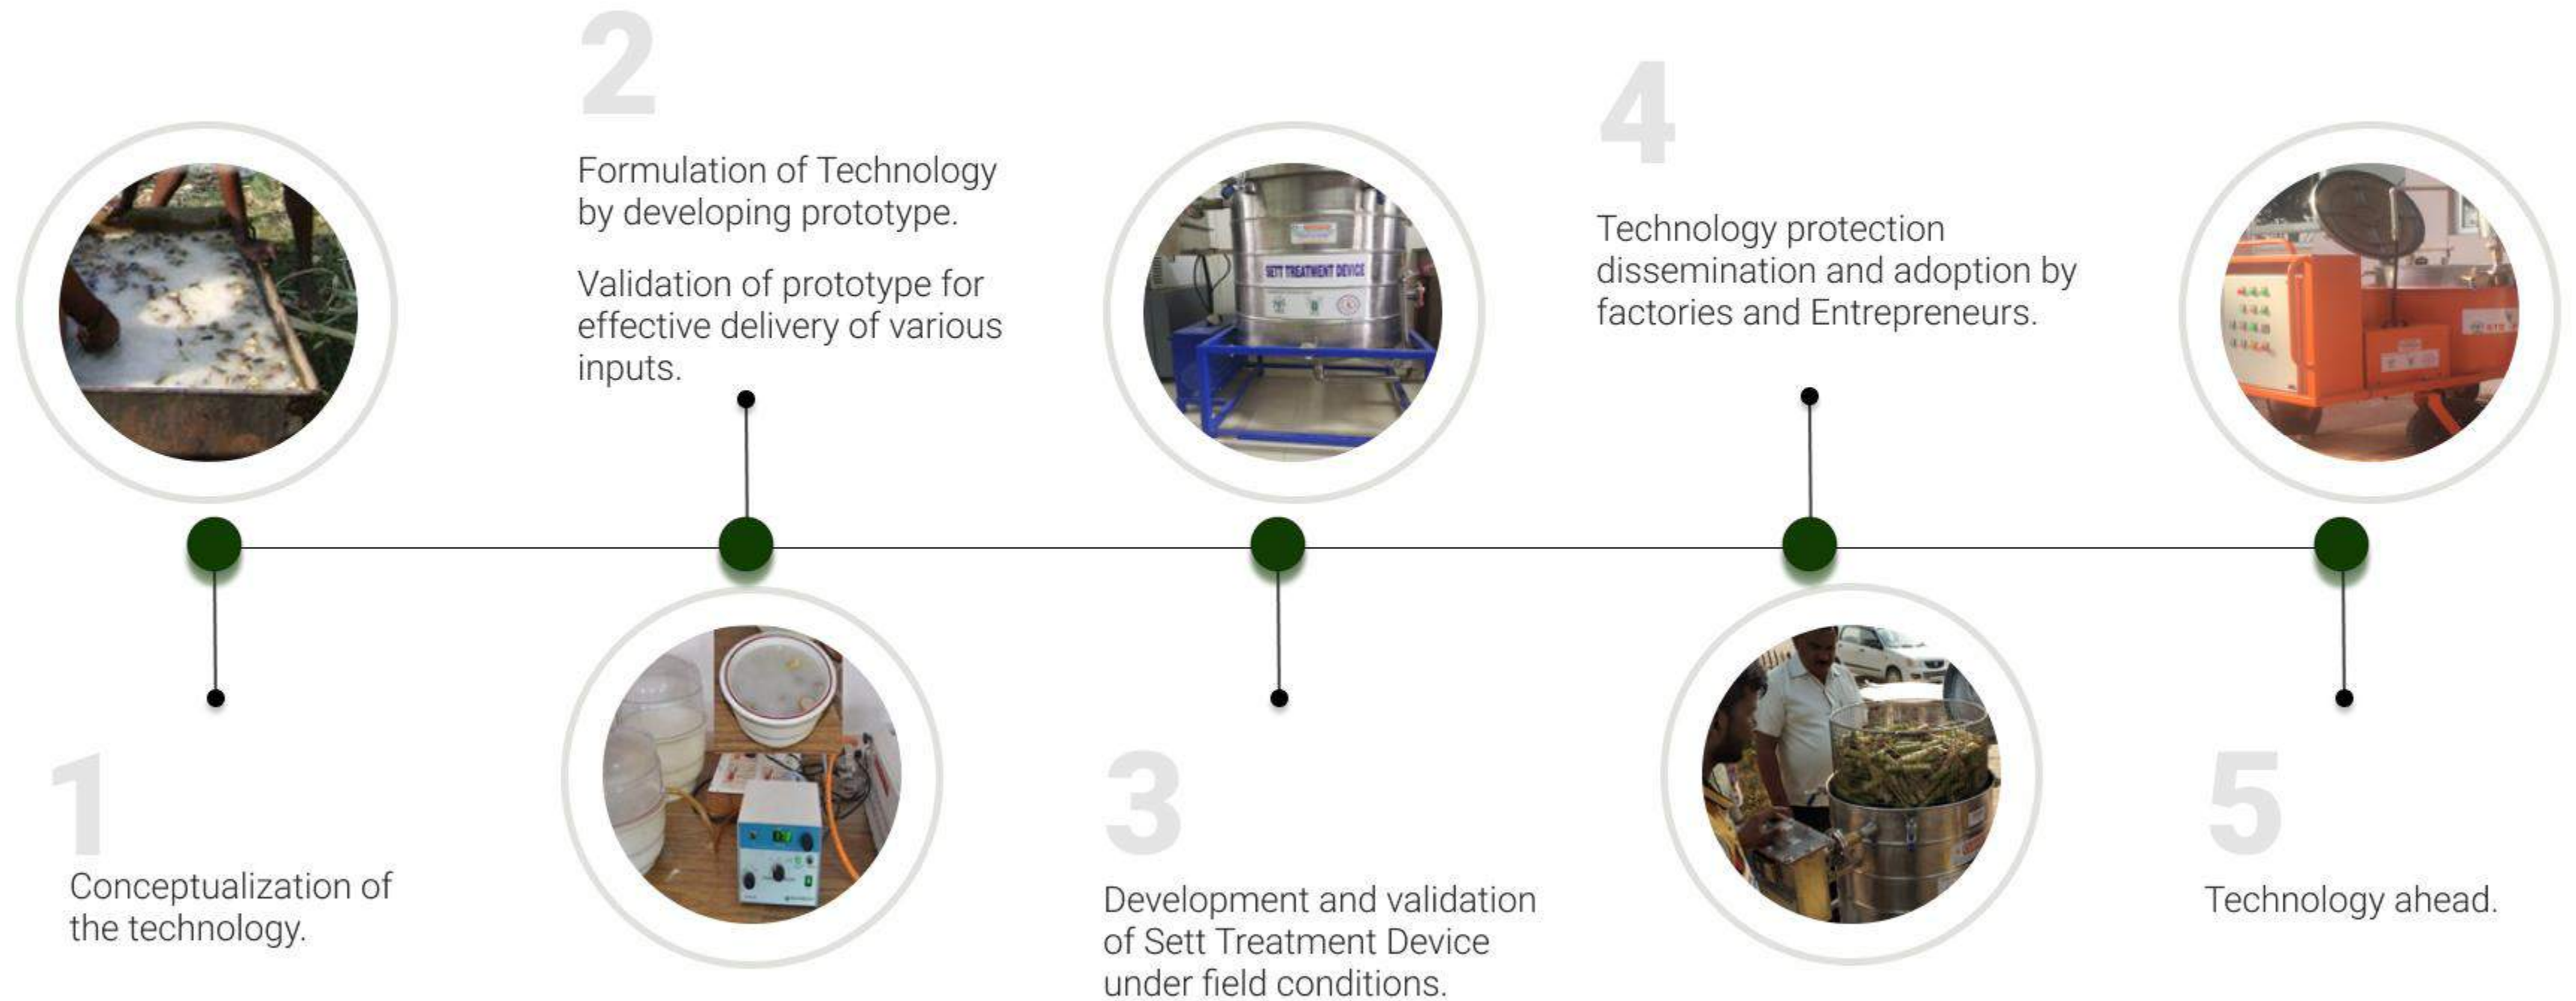 1
Conceptualization of
the technology.
2
Formulation of Technology
by developing prototype.
Validation of prototype for
effective delivery of various
inputs.
SETT TREATMENT DEVICE
3
Development and validation
of Sett Treatment Device
under field conditions.
4
Technology protection
dissemination and adoption by
factories and Entrepreneurs.
5
Technology ahead.